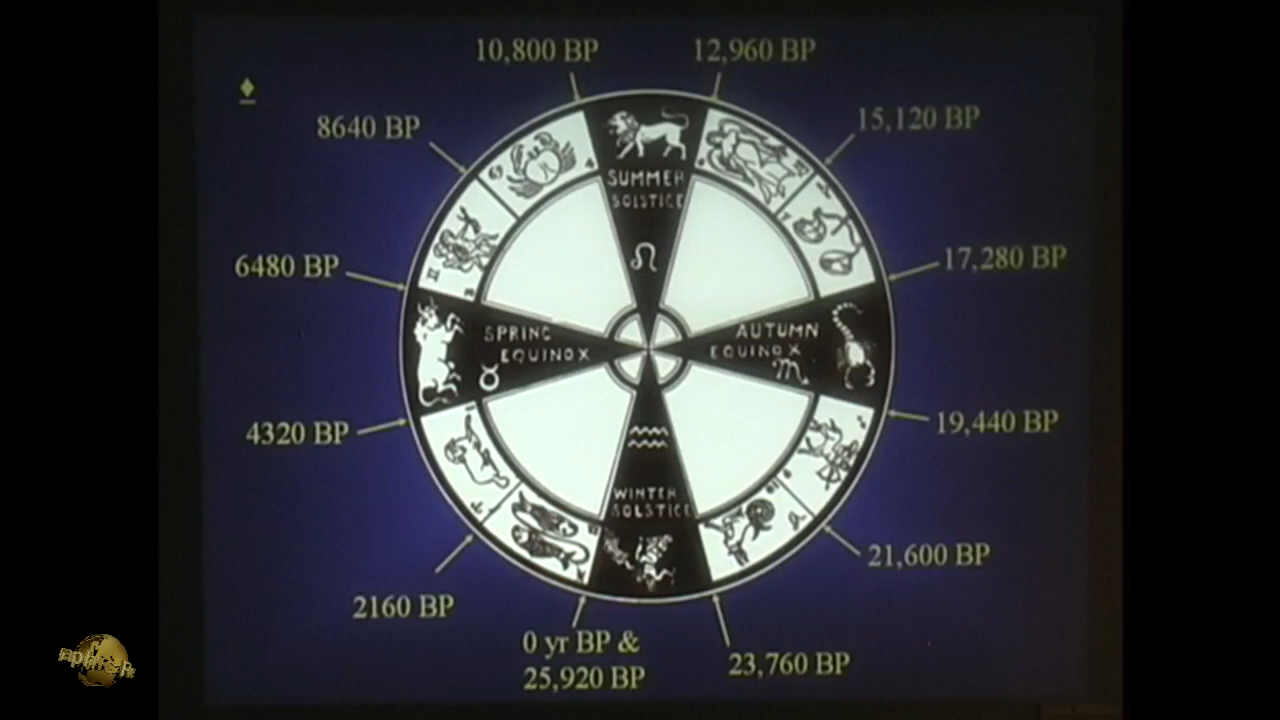 10,800 BP
12,960 BP
8640 BP
15,120 BP
SUMMER
SOLSTICE
♌
6480 BP
17,280 BP
SPRING
EQUINOX
♉
AUTUMN
EQUINOX
♏
4320 BP
19,440 BP
♒
WINTER
SOLSTICE
21,600 BP
2160 BP
0 yr BP &
25,920 BP
23,760 BP